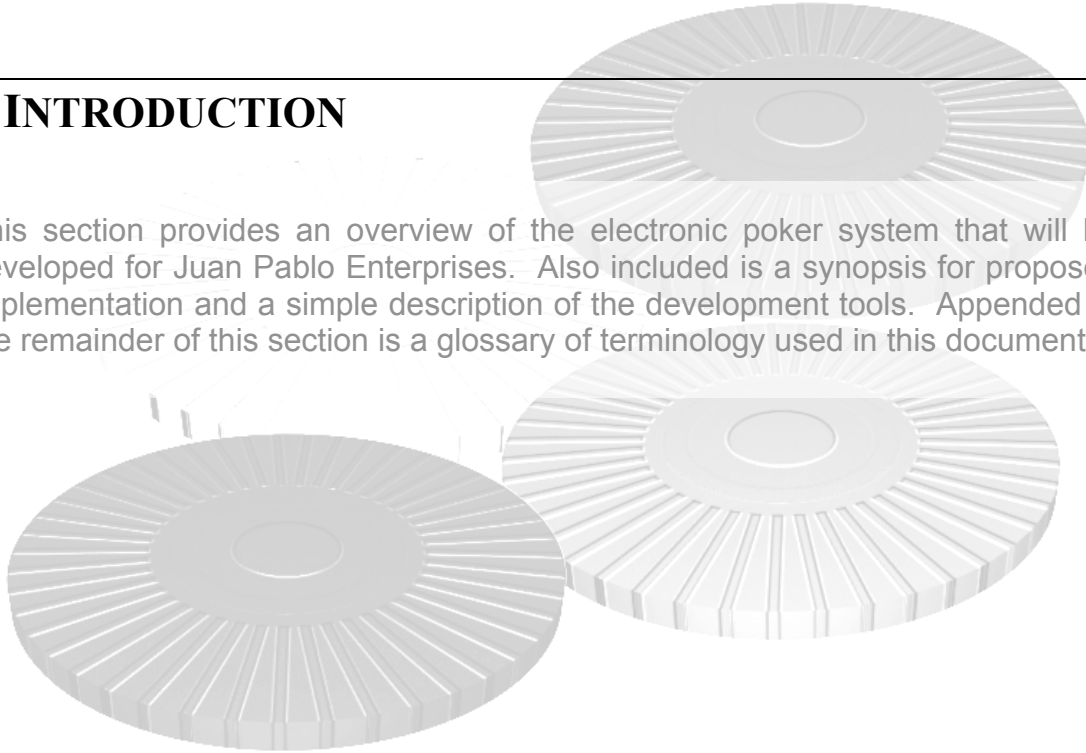 INTRODUCTION
his section provides an overview of the electronic poker system that will
eveloped for Juan Pablo Enterprises. Also included is a synopsis for propose
plementation and a simple description of the development tools. Appended
e remainder of this section is a glossary of terminology used in this document